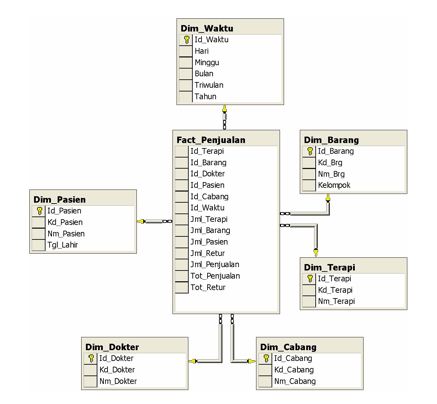 Dim_Waktu
Id_Waktu
Hari
Minggu
Bulan
Triwulan
Tahun
Fact_Penjualan
Id_Terapi
Id_Barang
Id_Dokter
Id_Pasien
Id_Cabang
Id_Waktu
Jml_Terapi
Jml_Barang
Jml_Pasien
Jml_Retur
Jml_Penjualan
Tot_Penjualan
Tot_Retur
Dim_Barang
Id_Barang
Kd_Brg
Nm_Brg
Kelompok
Dim_Pasien
Id_Pasien
Kd_Pasien
Nm_Pasien
Tgl_Lahir
Dim_Terapi
Id_Terapi
Kd_Terapi
Nm_Terapi
Dim_Dokter
Id_Dokter
Kd_Dokter
Nm_Dokter
Dim_Cabang
Id_Cabang
Kd_Cabang
Nm_Cabang